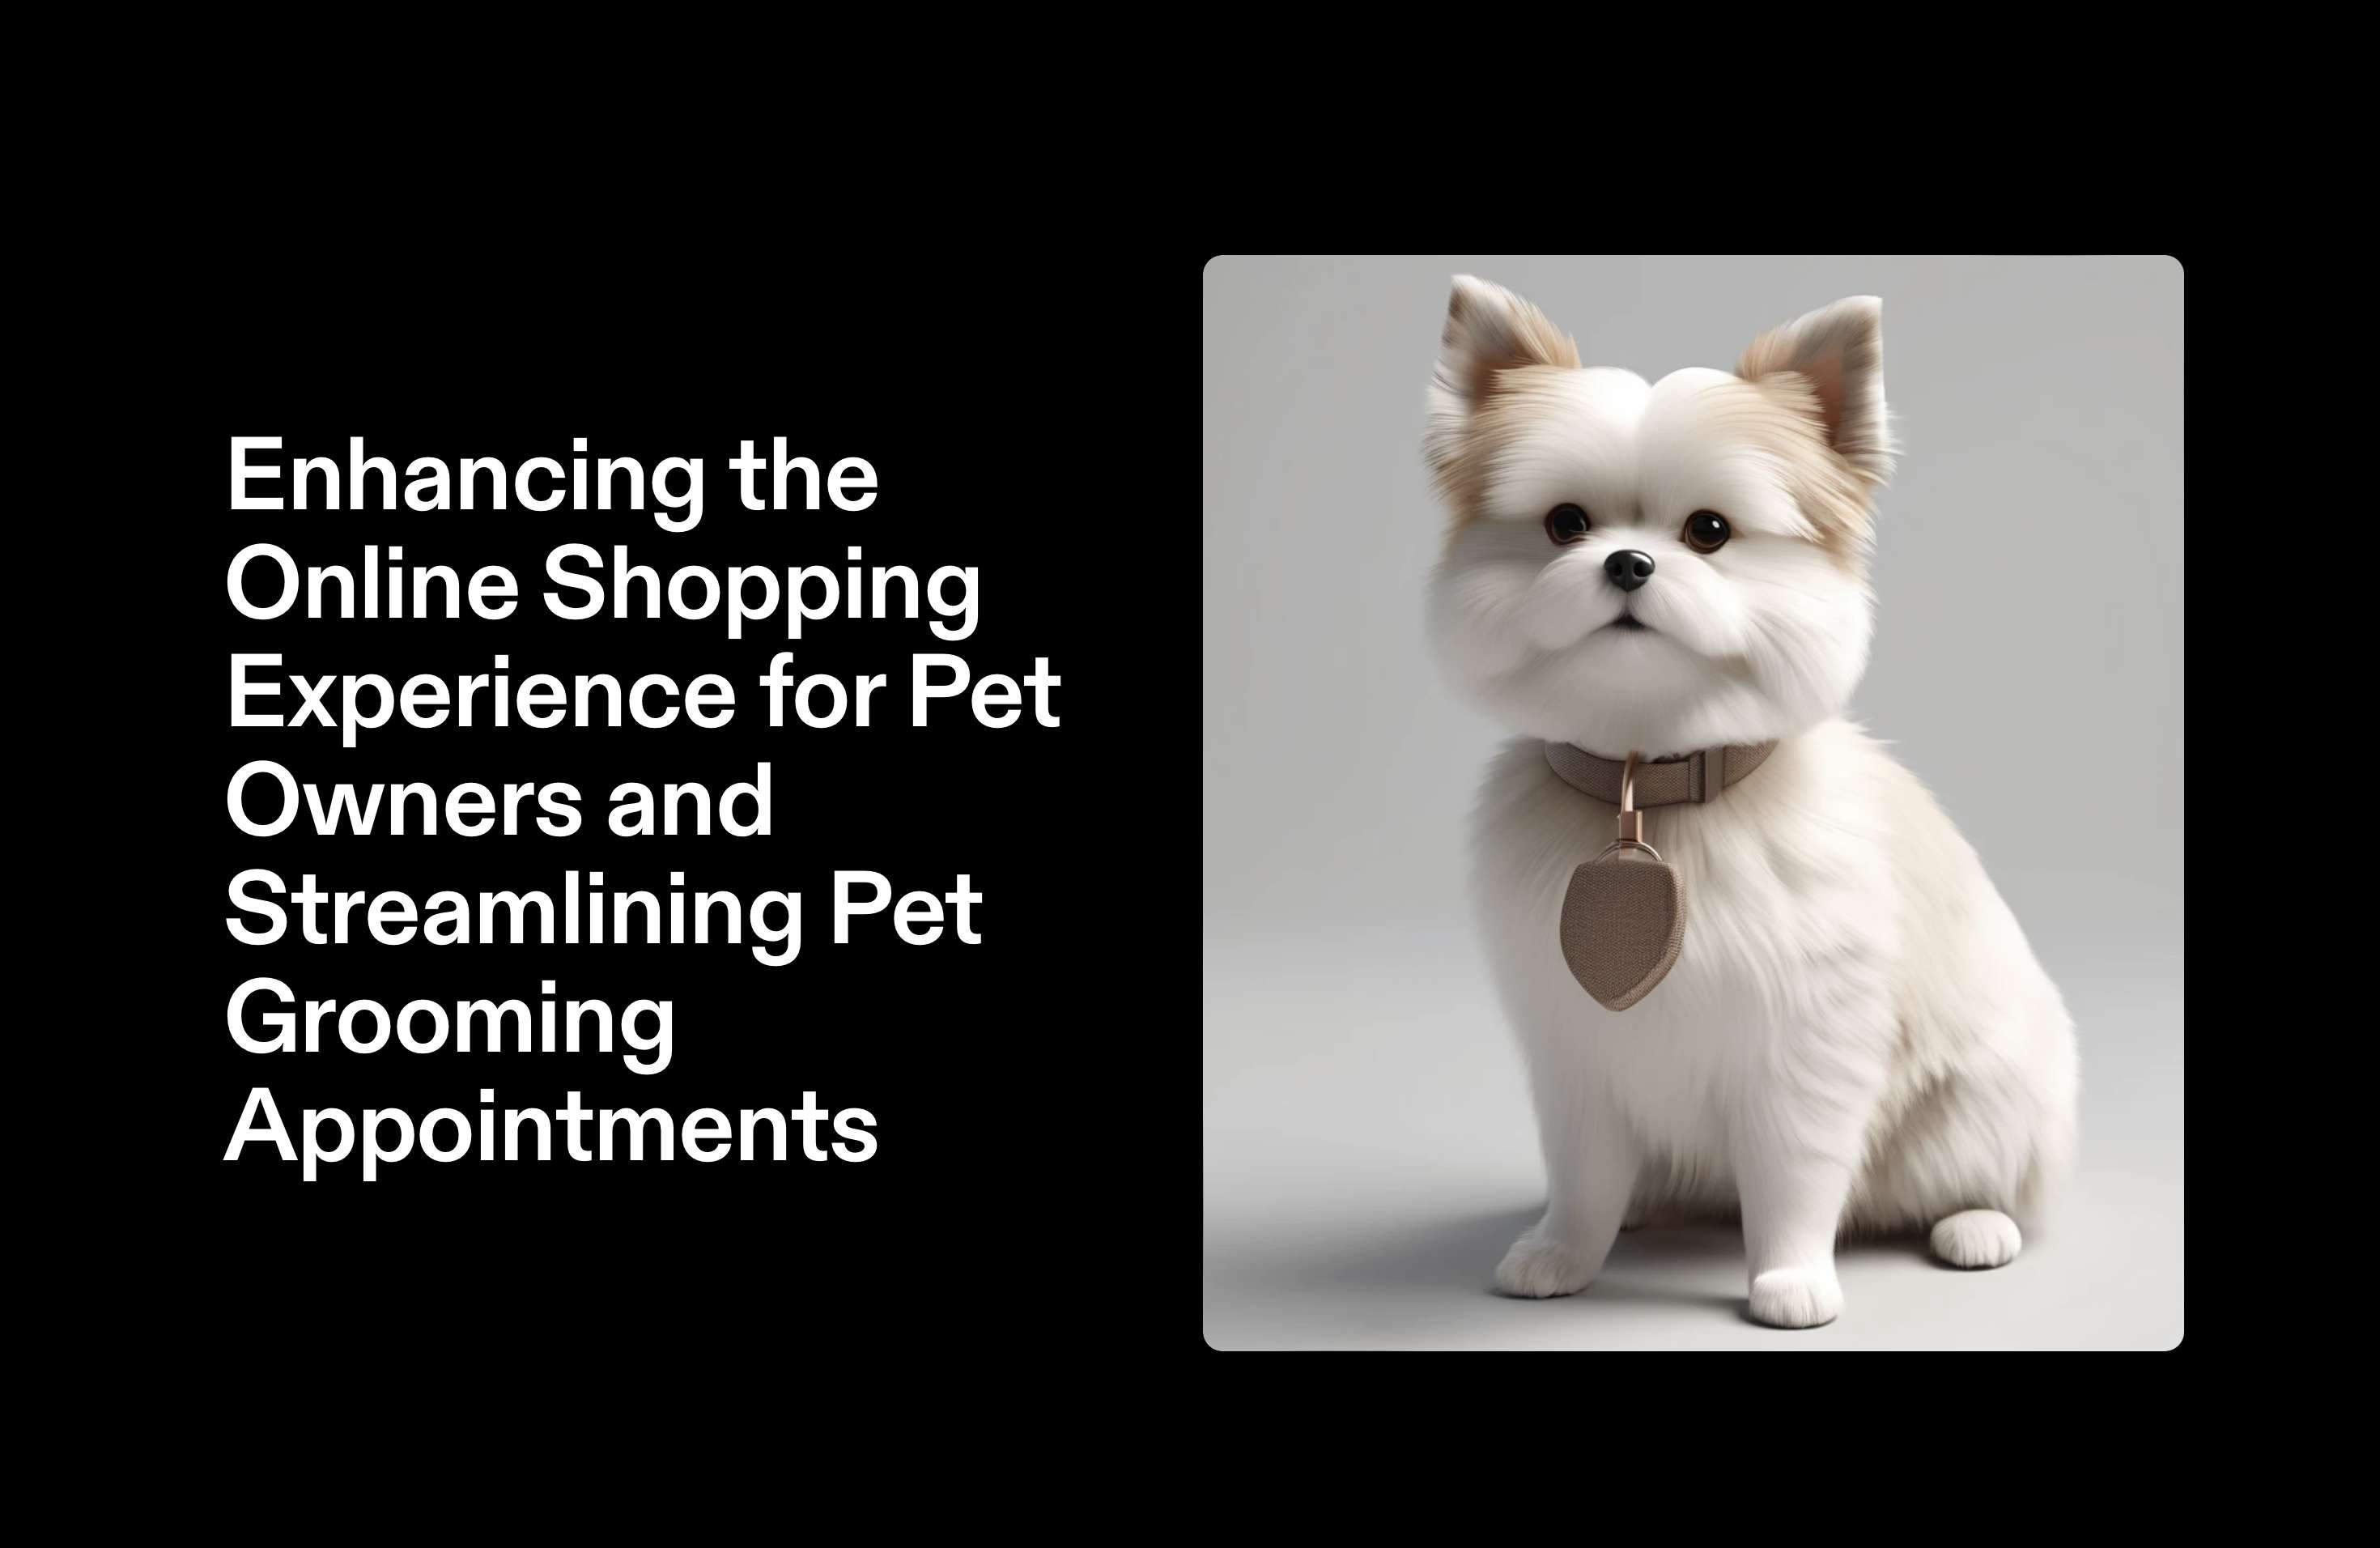 Enhancing the
Online Shopping
Experience for Pet
Owners and
Streamlining Pet
Grooming
Appointments